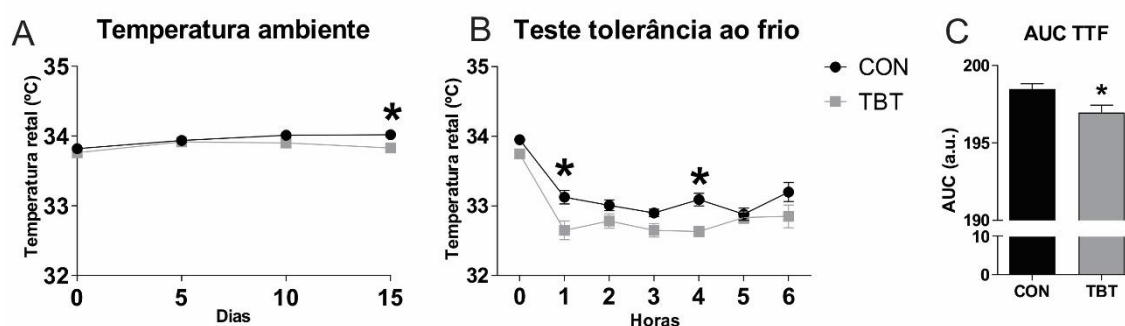 A
Temperatura ambiente
Temperatura retal (ºC)
35
34
33
32
0
5
10
15
Dias
*
B
Teste tolerância ao frio
Temperatura retal (ºC)
35
34
33
32
0
1
2
3
4
5
6
Horas
*
*
CON
TBT
C
AUC TTF
AUC (a.u.)
200
195
190
10
0
*
CON
TBT